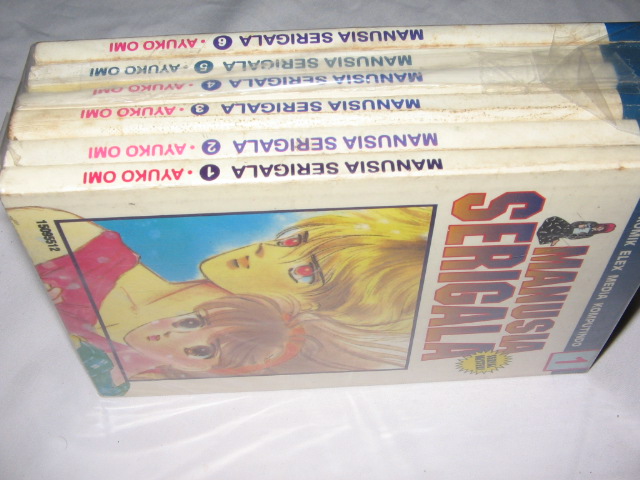 MANUSIA SERIGALA 6 • AYUKO OMI
MANUSIA SERIGALA 5 • AYUKO OMI
MANUSIA SERIGALA 4 • AYUKO OMI
MANUSIA SERIGALA 3 • AYUKO OMI
MANUSIA SERIGALA 2 • AYUKO OMI
MANUSIA SERIGALA 1 • AYUKO OMI
KOMIK ELEX MEDIA KOMPUTINDO
1
MANUSIA
SERIGALA
15095512